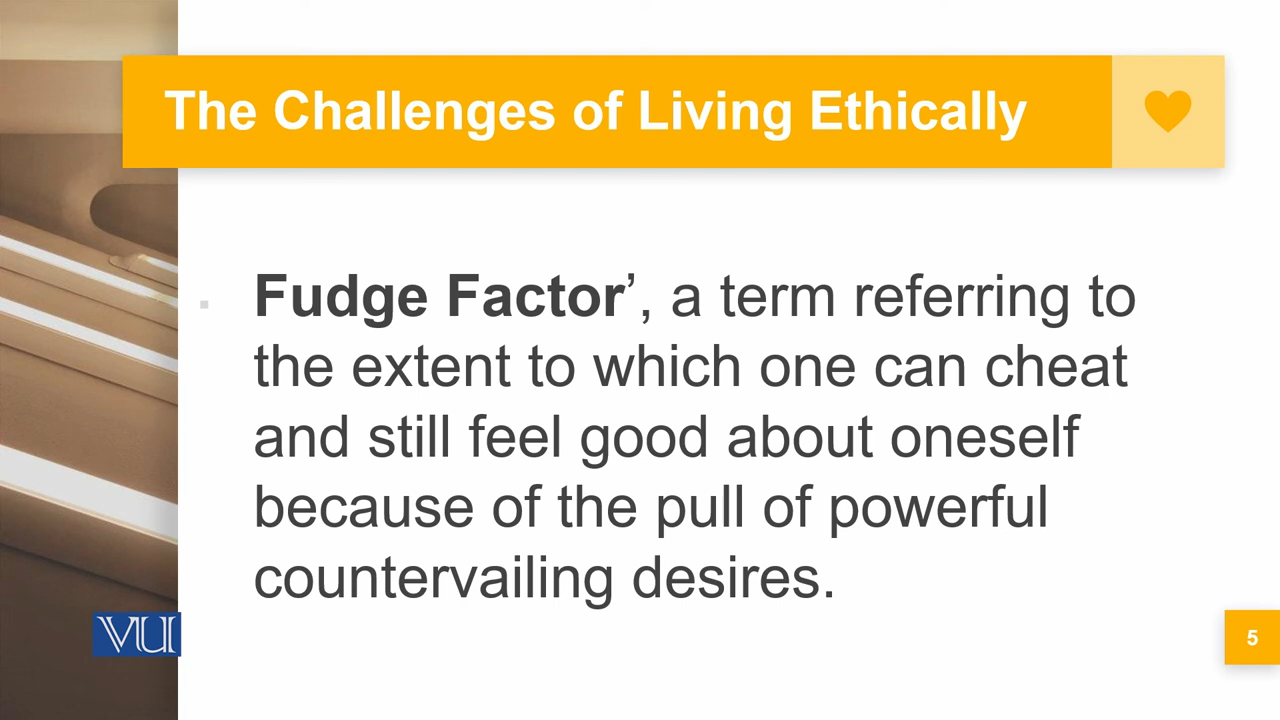 The Challenges of Living Ethically
Fudge Factor’, a term referring to
the extent to which one can cheat
and still feel good about oneself
because of the pull of powerful
countervailing desires.
VU
5